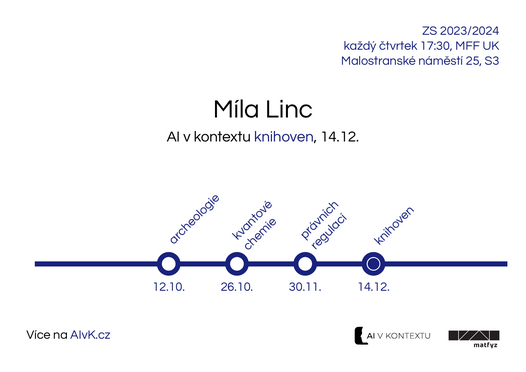 ZS 2023/2024
každý čtvrtek 17:30, MFF UK
Malostranské náměstí 25, S3
Míla Linc
AI v kontextu knihoven, 14.12.
archeologie
kvantové
chemie
právních
regulací
knihoven
12.10.
26.10.
30.11.
14.12.
Více na AIvK.cz
AI V KONTEXTU
matfyz